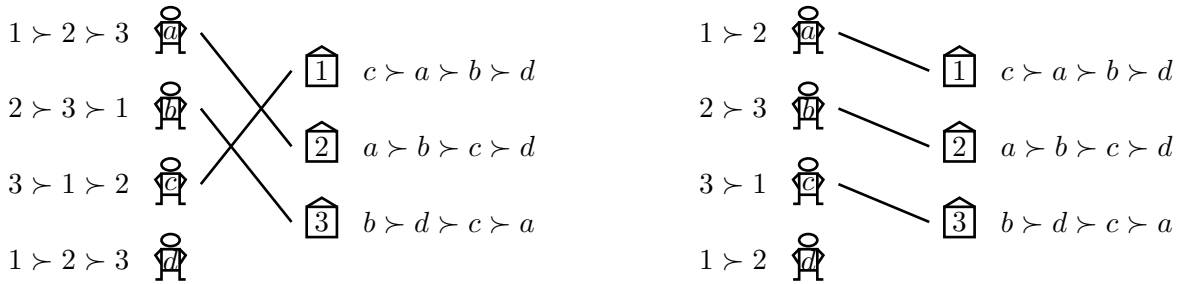 1 ≻ 2 ≻ 3 a
1 c ≻ a ≻ b ≻ d
2 ≻ 3 ≻ 1 b
2 a ≻ b ≻ c ≻ d
3 ≻ 1 ≻ 2 c
3 b ≻ d ≻ c ≻ a
1 ≻ 2 ≻ 3 d
1 ≻ 2 a
1 c ≻ a ≻ b ≻ d
2 ≻ 3 b
2 a ≻ b ≻ c ≻ d
3 ≻ 1 c
3 b ≻ d ≻ c ≻ a
1 ≻ 2 d